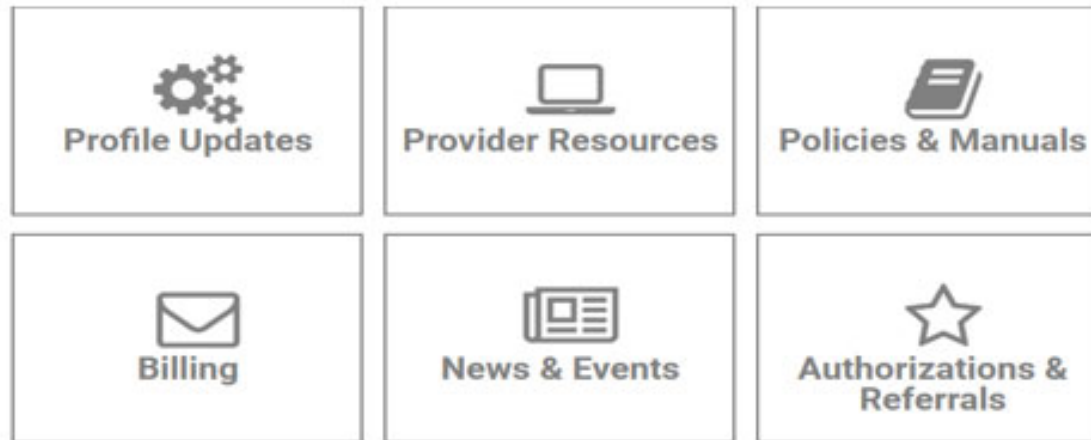 Profile Updates
Provider Resources
Policies & Manuals
Billing
News & Events
Authorizations &
Referrals